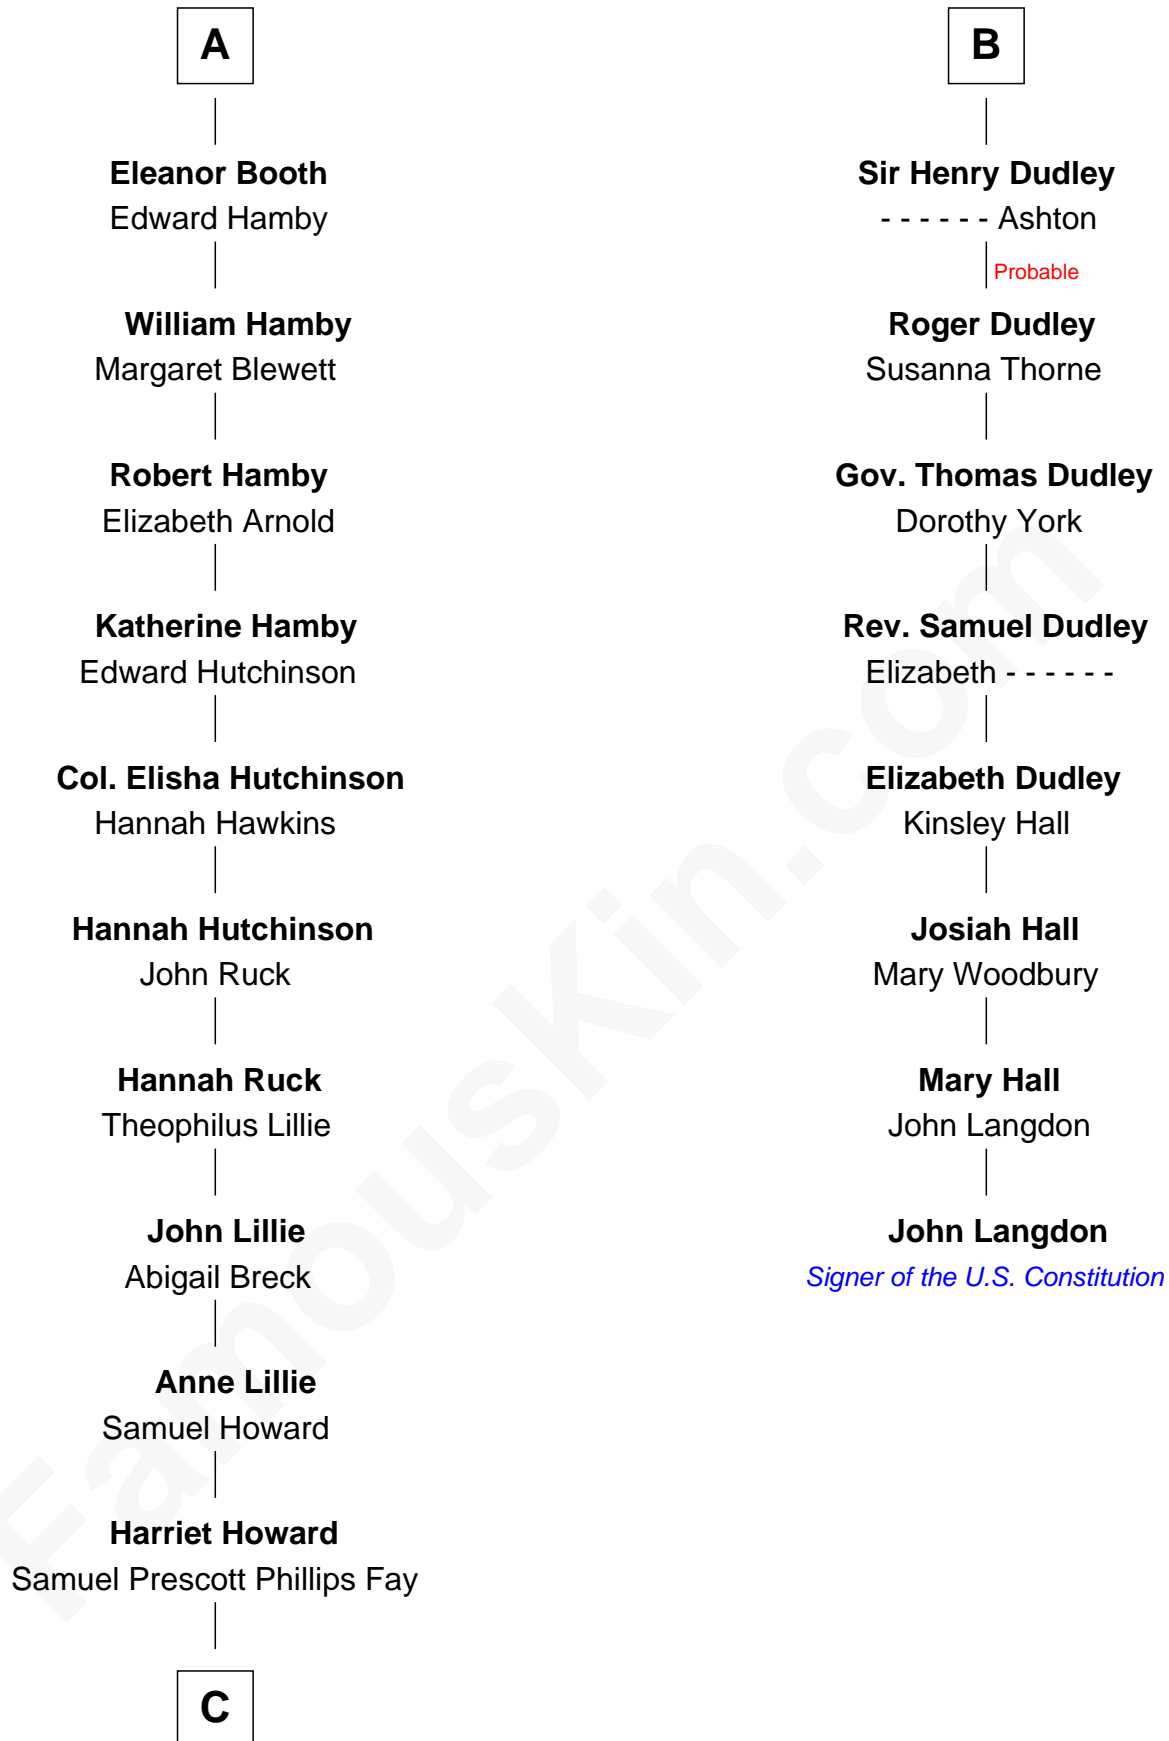 A
Eleanor Booth
Edward Hamby
William Hamby
Margaret Blewett
Robert Hamby
Elizabeth Arnold
Katherine Hamby
Edward Hutchinson
Col. Elisha Hutchinson
Hannah Hawkins
Hannah Hutchinson
John Ruck
Hannah Ruck
Theophilus Lillie
John Lillie
Abigail Breck
Anne Lillie
Samuel Howard
Harriet Howard
Samuel Prescott Phillips Fay
C
B
Sir Henry Dudley
- - - - - - Ashton
Probable
Roger Dudley
Susanna Thorne
Gov. Thomas Dudley
Dorothy York
Rev. Samuel Dudley
Elizabeth - - - - - -
Elizabeth Dudley
Kinsley Hall
Josiah Hall
Mary Woodbury
Mary Hall
John Langdon
John Langdon
Signer of the U.S. Constitution
FamousKin.com